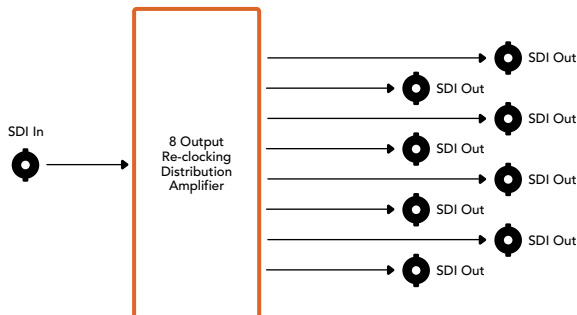 SDI Out
SDI Out
SDI Out
SDI In
8 Output
Re-clocking
Distribution
Amplifier
SDI Out
SDI Out
SDI Out
SDI Out
SDI Out